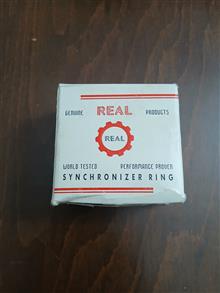 GENUINE REAL PRODUCTS
REAL
WORLD TESTED PERFORMANCE PROVEN
SYNCHRONIZER RING